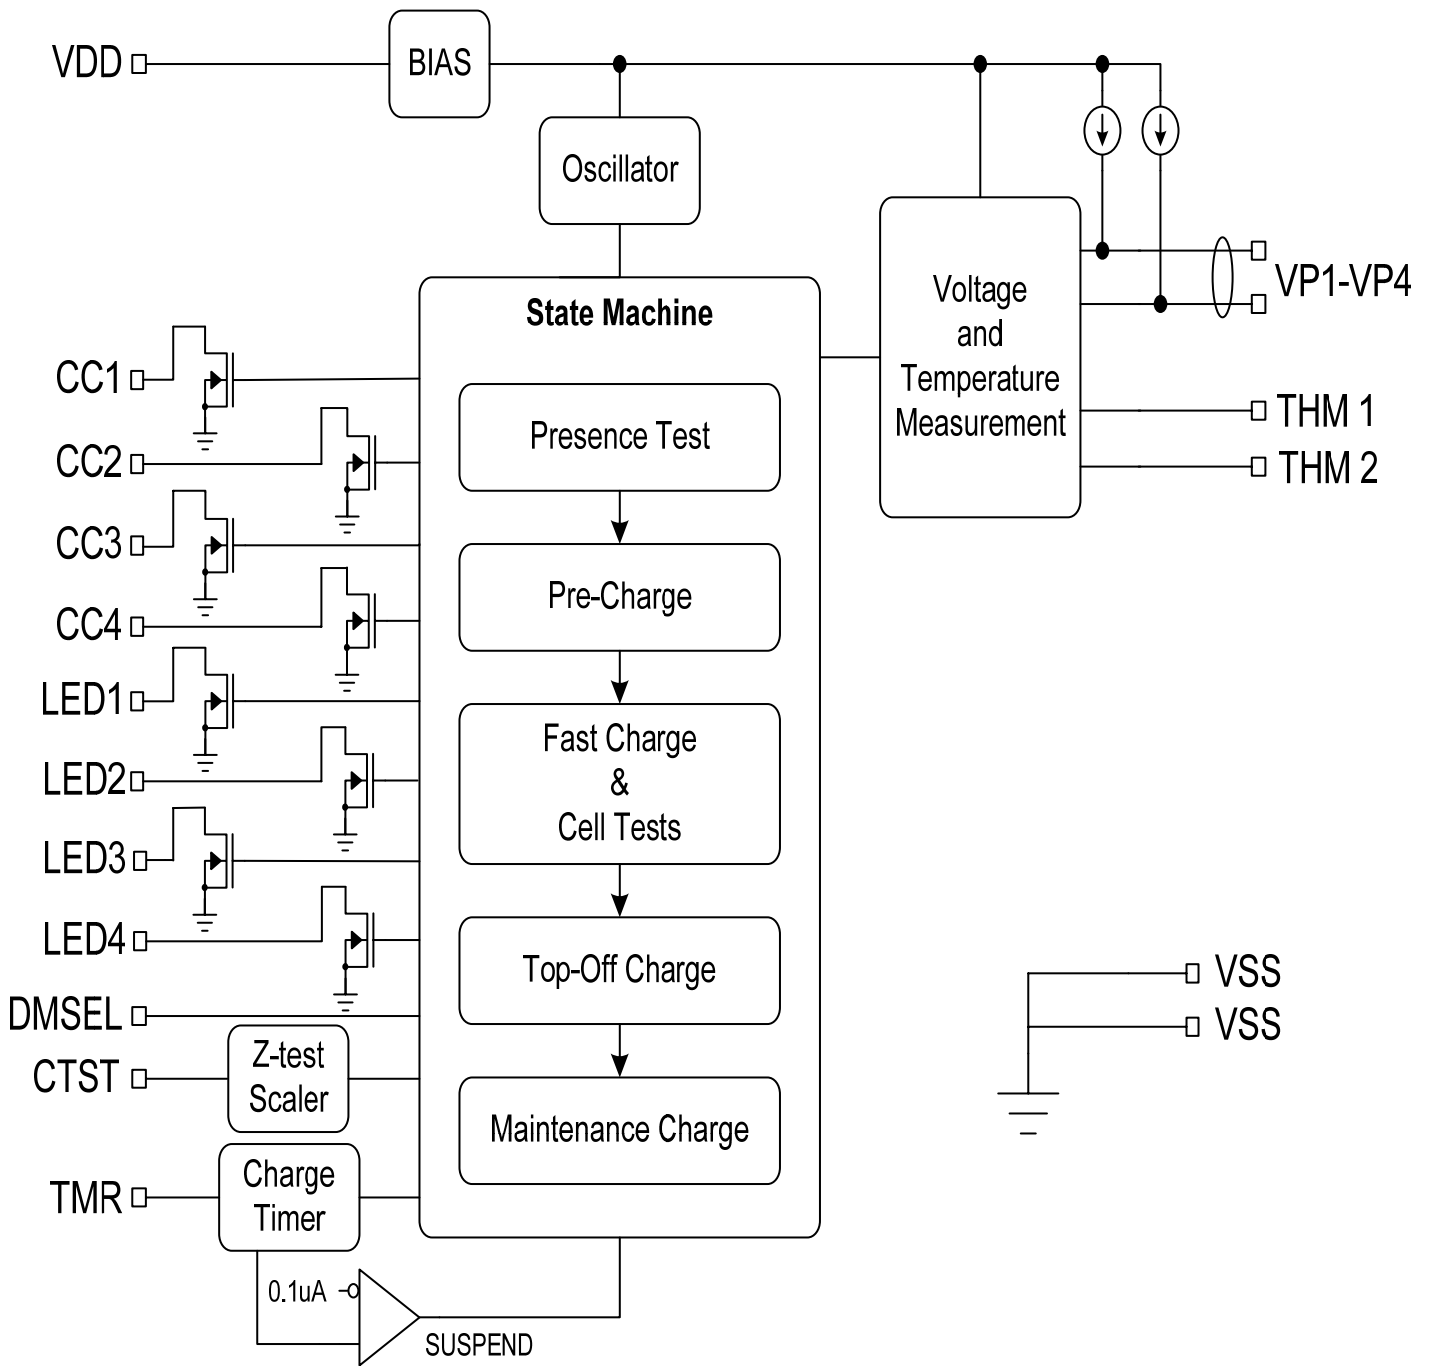 VDD
BIAS
Oscillator
State Machine
Presence Test
Pre-Charge
Fast Charge
&
Cell Tests
Top-Off Charge
Maintenance Charge
Voltage
and
Temperature
Measurement
VP1-VP4
THM 1
THM 2
CC1
CC2
CC3
CC4
LED1
LED2
LED3
LED4
DMSEL
CTST
Z-test
Scaler
TMR
Charge
Timer
0.1uA
SUSPEND
VSS
VSS